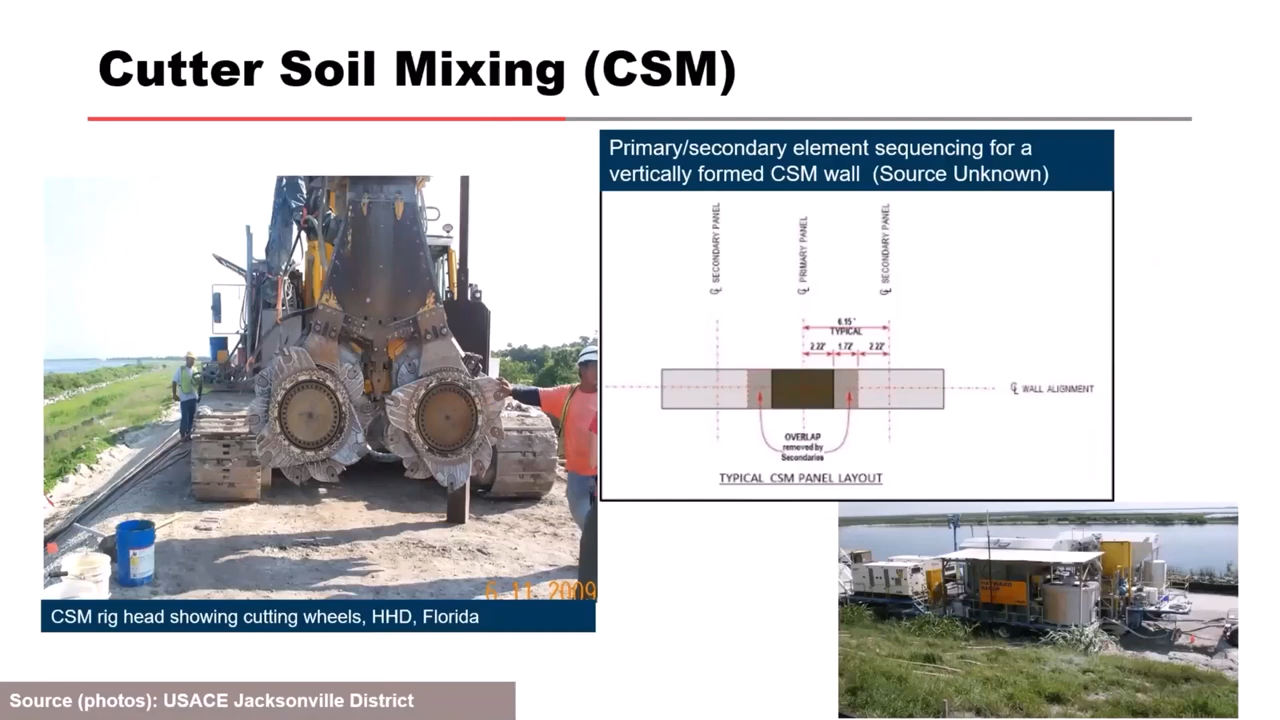 Cutter Soil Mixing (CSM)
Primary/secondary element sequencing for a
vertically formed CSM wall (Source Unknown)
℄ SECONDARY PANEL
℄ PRIMARY PANEL
℄ SECONDARY PANEL
6.15'
TYPICAL
2.22' 1.72' 2.22'
℄ WALL ALIGNMENT
OVERLAP
removed by
Secondaries
TYPICAL CSM PANEL LAYOUT
6 11 2009
CSM rig head showing cutting wheels, HHD, Florida
Source (photos): USACE Jacksonville District